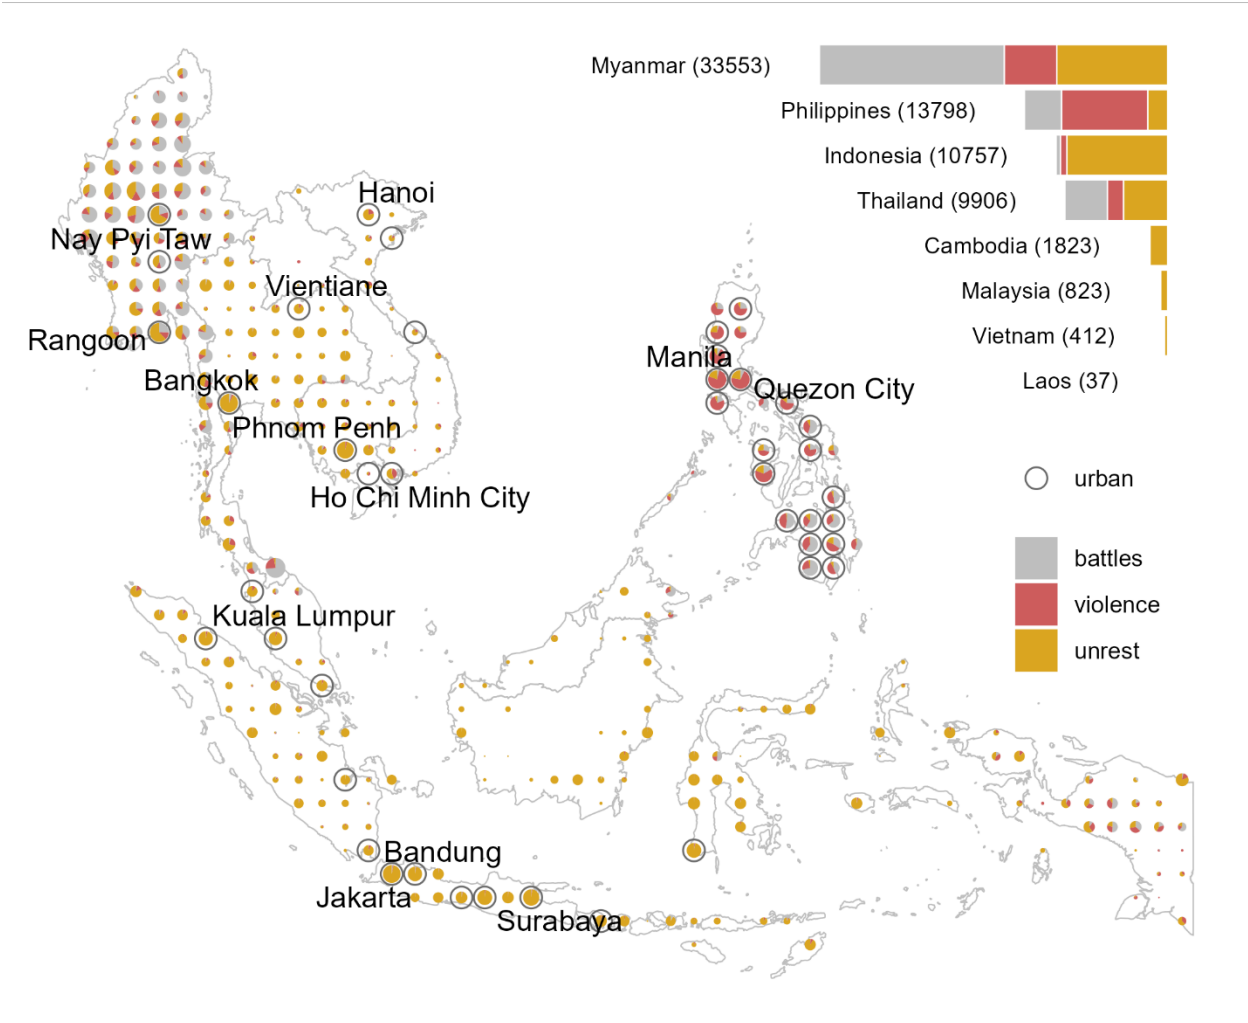 Myanmar (33553)
Philippines (13798)
Indonesia (10757)
Thailand (9906)
Cambodia (1823)
Malaysia (823)
Vietnam (412)
Laos (37)
urban
battles
violence
unrest
Hanoi
Nay Pyi Taw
Vientiane
Rangoon
Manila
Bangkok
Quezon City
Phnom Penh
Ho Chi Minh City
Kuala Lumpur
Bandung
Jakarta
Surabaya